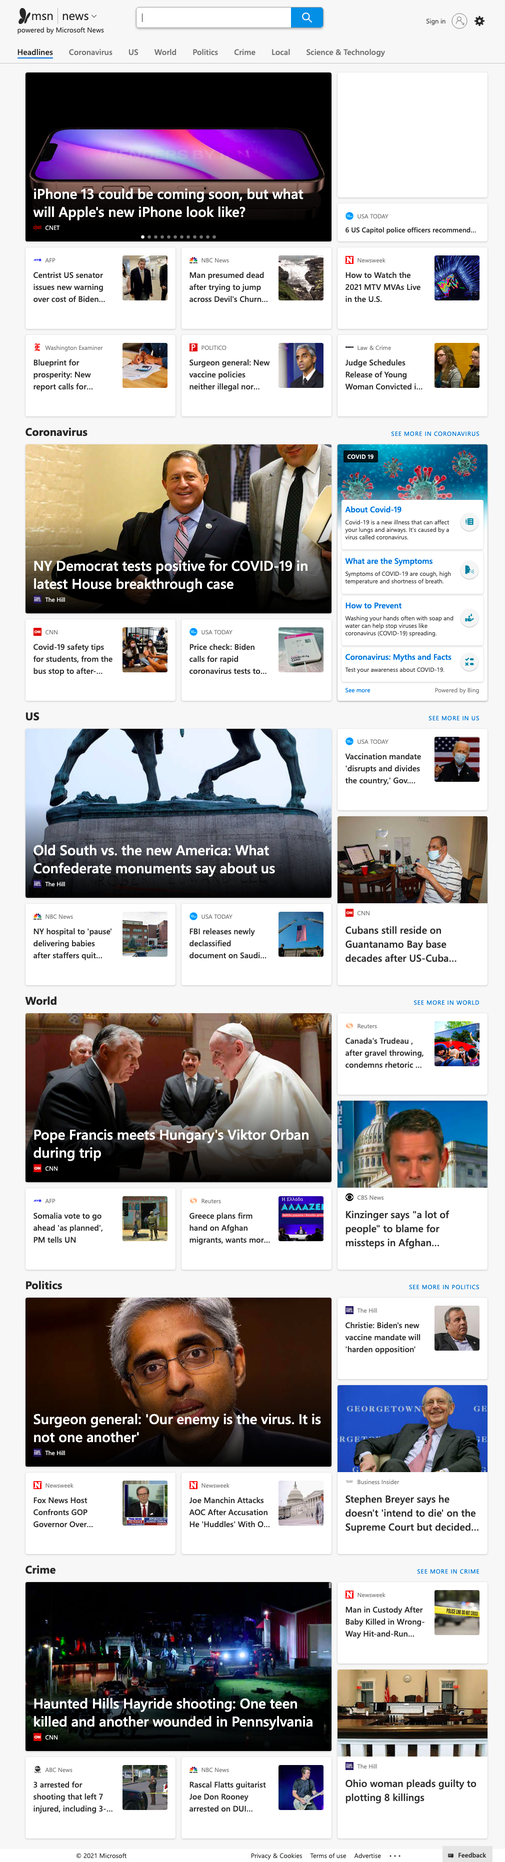 msn | news
powered by Microsoft News
Sign in
Headlines
Coronavirus
US
World
Politics
Crime
Local
Science & Technology
iPhone 13 could be coming soon, but what
will Apple's new iPhone look like?
CNET
USA TODAY
6 US Capitol police officers recommend...
AFP
Centrist US senator
issues new warning
over cost of Biden...
NBC News
Man presumed dead
after trying to jump
across Devil's Churn...
Newsweek
How to Watch the
2021 MTV MVAs Live
in the U.S.
Washington Examiner
Blueprint for
prosperity: New
report calls for...
POLITICO
Surgeon general: New
vaccine policies
neither illegal nor...
Law & Crime
Judge Schedules
Release of Young
Woman Convicted i...
Coronavirus
SEE MORE IN CORONAVIRUS
NY Democrat tests positive for COVID-19 in
latest House breakthrough case
The Hill
COVID 19
About Covid-19
Covid-19 is a new illness that can affect
your lungs and airways. It's caused by a
virus called coronavirus.
What are the Symptoms
Symptoms of COVID-19 are cough, high
temperature and shortness of breath.
How to Prevent
Washing your hands often with soap and
water can help stop viruses like
coronavirus (COVID-19) spreading.
Coronavirus: Myths and Facts
Test your awareness about COVID-19.
See more
Powered by Bing
CNN
Covid-19 safety tips
for students, from the
bus stop to after-...
USA TODAY
Price check: Biden
calls for rapid
coronavirus tests to...
US
SEE MORE IN US
Old South vs. the new America: What
Confederate monuments say about us
The Hill
USA TODAY
Vaccination mandate
'disrupts and divides
the country,' Gov....
CNN
Cubans still reside on
Guantanamo Bay base
decades after US-Cuba...
NBC News
NY hospital to 'pause'
delivering babies
after staffers quit...
USA TODAY
FBI releases newly
declassified
document on Saudi...
World
SEE MORE IN WORLD
Pope Francis meets Hungary's Viktor Orban
during trip
CNN
Reuters
Canada's Trudeau ,
after gravel throwing,
condemns rhetoric ...
CBS News
Kinzinger says "a lot of
people" to blame for
missteps in Afghan...
AFP
Somalia vote to go
ahead 'as planned',
PM tells UN
Reuters
Greece plans firm
hand on Afghan
migrants, wants mor...
Η Ελλάδα
ΑΛΛΑΖΕΙ
Politics
SEE MORE IN POLITICS
Surgeon general: 'Our enemy is the virus. It is
not one another'
The Hill
The Hill
Christie: Biden's new
vaccine mandate will
'harden opposition'
GEORGETOWN
Business Insider
Stephen Breyer says he
doesn't 'intend to die' on the
Supreme Court but decided...
Newsweek
Fox News Host
Confronts GOP
Governor Over...
Newsweek
Joe Manchin Attacks
AOC After Accusation
He 'Huddles' With O...
Crime
SEE MORE IN CRIME
Haunted Hills Hayride shooting: One teen
killed and another wounded in Pennsylvania
CNN
Newsweek
Man in Custody After
Baby Killed in Wrong-
Way Hit-and-Run...
The Hill
Ohio woman pleads guilty to
plotting 8 killings
ABC News
3 arrested for
shooting that left 7
injured, including 3-...
NBC News
Rascal Flatts guitarist
Joe Don Rooney
arrested on DUI...
© 2021 Microsoft
Privacy & Cookies
Terms of use
Advertise
Feedback